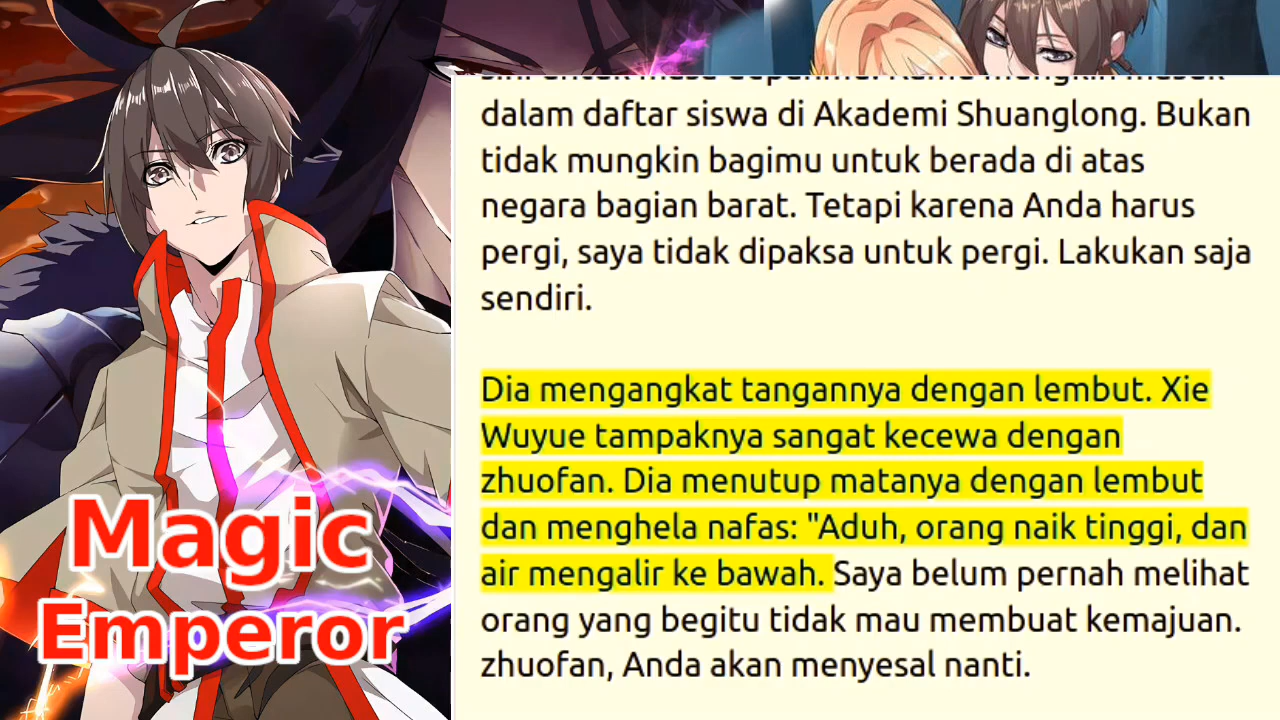 dalam daftar siswa di Akademi Shuanglong. Bukan
tidak mungkin bagimu untuk berada di atas
negara bagian barat. Tetapi karena Anda harus
pergi, saya tidak dipaksa untuk pergi. Lakukan saja
sendiri.
Dia mengangkat tangannya dengan lembut. Xie
Wuyue tampaknya sangat kecewa dengan
zhuofan. Dia menutup matanya dengan lembut
dan menghela nafas: "Aduh, orang naik tinggi, dan
air mengalir ke bawah. Saya belum pernah melihat
orang yang begitu tidak mau membuat kemajuan.
zhuofan, Anda akan menyesal nanti.
Magic
Emperor